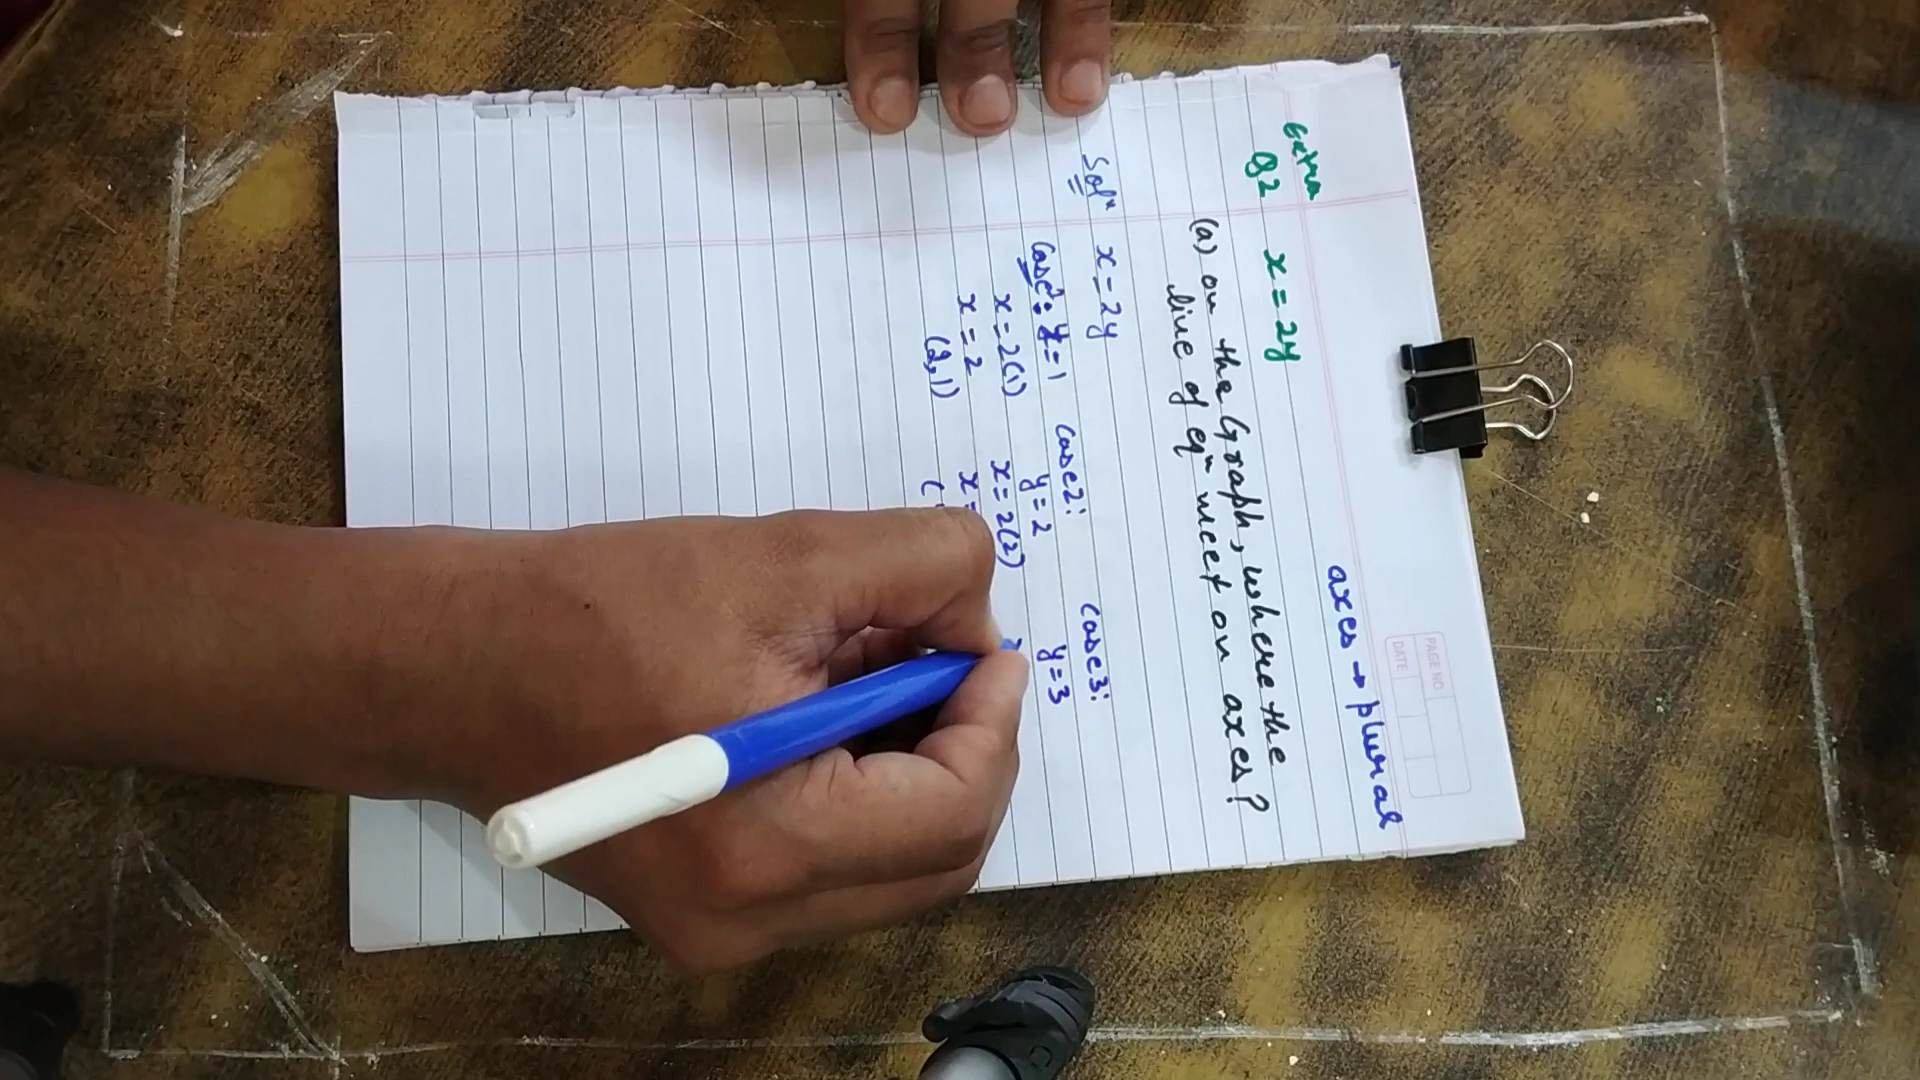 PAGE NO.
DATE
axes → plural
extra
Q2 x = 2y
(a) on the Graph, where the
line of eqⁿ meet on axes?
Solⁿ x = 2y
Case1: y = 1 Case2: Case3:
y = 2 y = 3
x = 2(1) x = 2(2)
x = 2 x =
(2,1) (